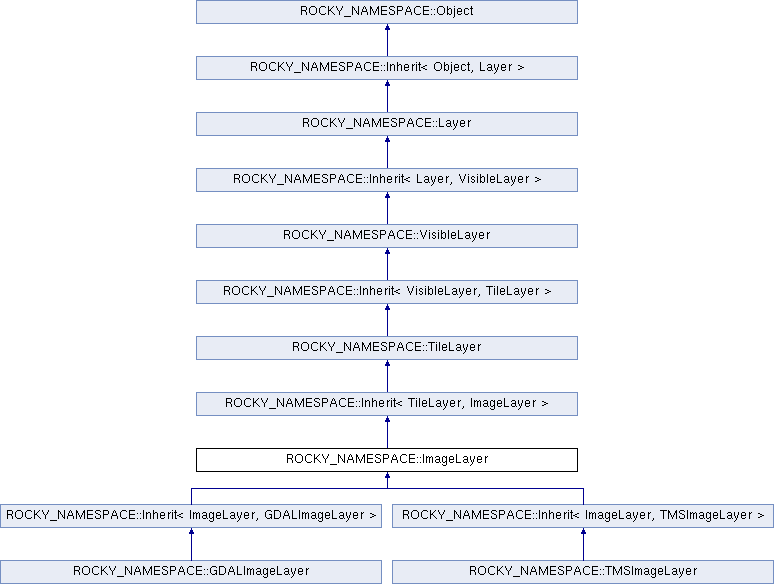 ROCKY_NAMESPACE::Object
ROCKY_NAMESPACE::Inherit< Object, Layer >
ROCKY_NAMESPACE::Layer
ROCKY_NAMESPACE::Inherit< Layer, VisibleLayer >
ROCKY_NAMESPACE::VisibleLayer
ROCKY_NAMESPACE::Inherit< VisibleLayer, TileLayer >
ROCKY_NAMESPACE::TileLayer
ROCKY_NAMESPACE::Inherit< TileLayer, ImageLayer >
ROCKY_NAMESPACE::ImageLayer
ROCKY_NAMESPACE::Inherit< ImageLayer, GDALImageLayer >
ROCKY_NAMESPACE::Inherit< ImageLayer, TMSImageLayer >
ROCKY_NAMESPACE::GDALImageLayer
ROCKY_NAMESPACE::TMSImageLayer